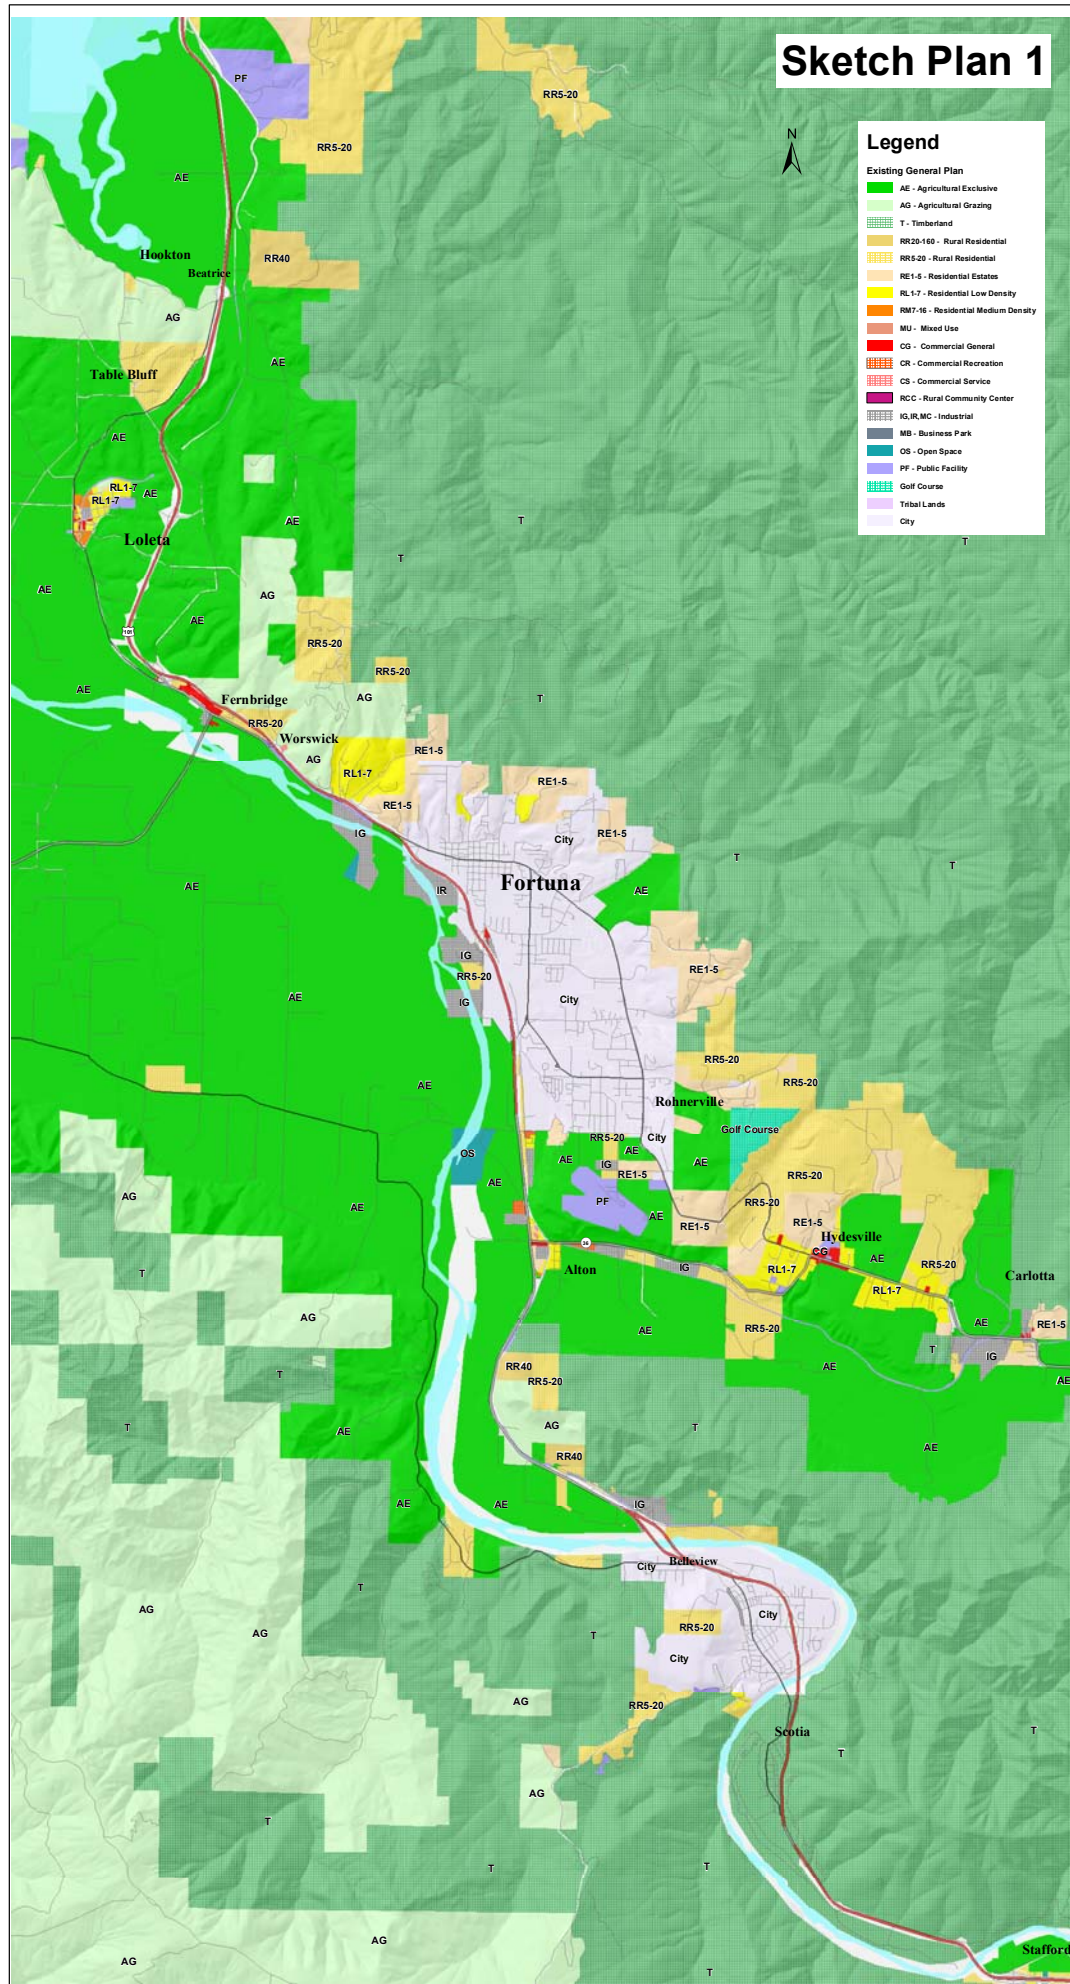 Sketch Plan 1
N
Legend
Existing General Plan
AE - Agricultural Exclusive
AG - Agricultural Grazing
T - Timberland
RR20-160 - Rural Residential
RR5-20 - Rural Residential
RE1-5 - Residential Estates
RL1-7 - Residential Low Density
RM7-16 - Residential Medium Density
MU - Mixed Use
CG - Commercial General
CR - Commercial Recreation
CS - Commercial Service
RCC - Rural Community Center
IG,IR,MC - Industrial
MB - Business Park
OS - Open Space
PF - Public Facility
Golf Course
Tribal Lands
City
PF
RR5-20
RR5-20
AE
Hookton
RR40
Beatrice
AG
AE
Table Bluff
AE
RL1-7
AE
RL1-7
AE
T
Loleta
T
T
AE
AG
AE
101
RR5-20
RR5-20
AE
AG
T
Fernbridge
RR5-20
Worswick
RE1-5
AG
RL1-7
RE1-5
RE1-5
IG
City
RE1-5
T
T
AE
Fortuna
IR
AE
IG
RR5-20
RE1-5
AE
IG
City
RR5-20
AE
RR5-20
Rohnerville
Golf Course
RR5-20
City
AE
OS
AE
IG
AE
RE1-5
RR5-20
AE
AG
PF
RR5-20
AE
AE
RE1-5
RE1-5
Hydesville
36
CG
AE
RR5-20
T
IG
RL1-7
Alton
Carlotta
RL1-7
AG
AE
RR5-20
AE
RE1-5
T
IG
RR40
AE
T
RR5-20
AE
T
AG
T
AE
AE
RR40
AE
AE
IG
Belleview
City
T
AG
City
RR5-20
AG
T
City
AG
RR5-20
Scotia
T
T
AG
T
T
T
AG
Stafford
AG
T